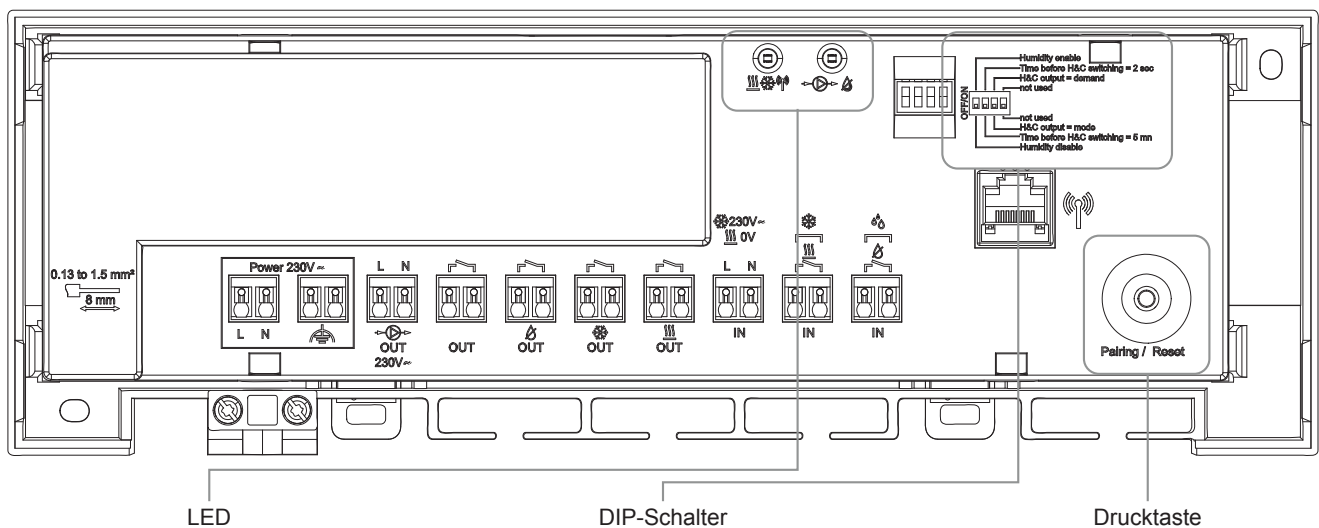 Humidity enable
Time before H&C switching = 2 sec
H&C output = demand
not used
OFF/ON
not used
H&C output = mode
Time before H&C switching = 5 mn
Humidity disable
230V
0V
0.13 to 1.5 mm²
8 mm
Power 230V
L N
L N
L N
OUT
230V
OUT
OUT
OUT
OUT
IN
IN
IN
Pairing / Reset
LED
DIP-Schalter
Drucktaste